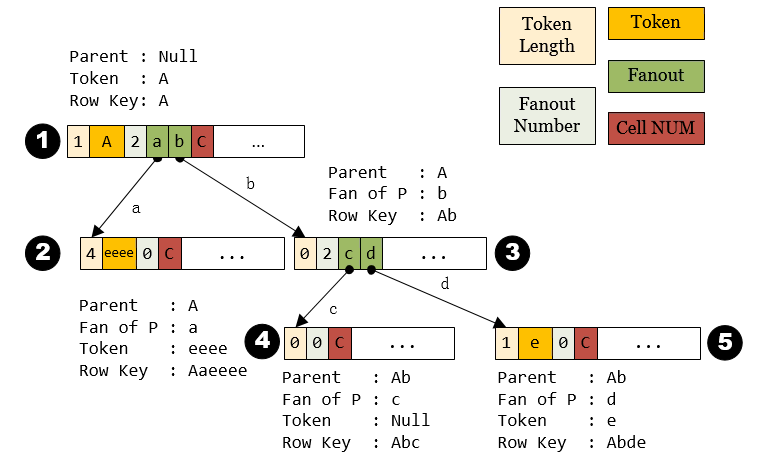 Token Length
Token
Fanout
Fanout Number
Cell NUM
Parent : Null
Token : A
Row Key: A
1
1 A 2 a b C ...
a
b
Parent : A
Fan of P : b
Row Key : Ab
2
4 eeee 0 C ...
0 2 c d ...
3
Parent : A
Fan of P : a
Token : eeee
Row Key : Aaeeee
c
d
4
0 0 C ...
1 e 0 C ...
5
Parent : Ab
Fan of P : c
Token : Null
Row Key : Abc
Parent : Ab
Fan of P : d
Token : e
Row Key : Abde